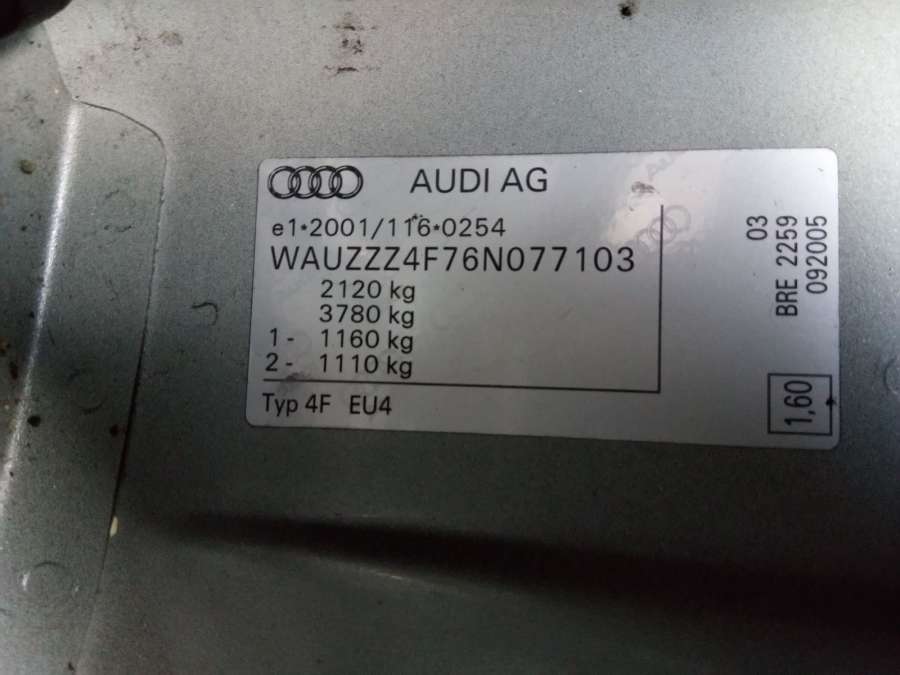 AUDI AG
e1*2001/116*0254
WAUZZZ4F76N077103
2120 kg
3780 kg
1- 1160 kg
2- 1110 kg
Typ 4F EU4
03
BRE 2259
092005
1,60